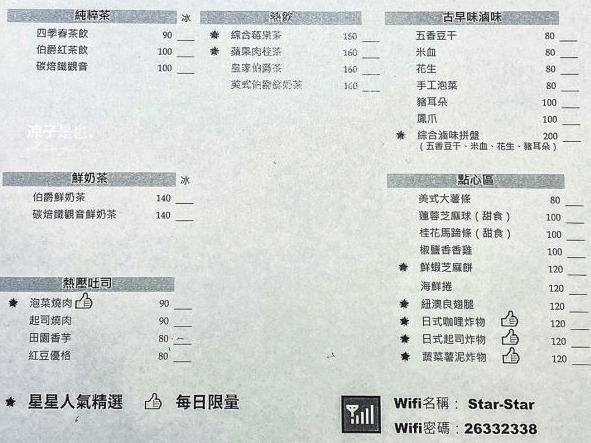 純粹茶 冰
四季春茶飲 90
伯爵紅茶飲 100
碳焙鐵觀音 100
鮮奶茶 冰
伯爵鮮奶茶 140
碳焙鐵觀音鮮奶茶 140
熱壓吐司
泡菜燒肉 90
起司燒肉 90
田園香芋 80
紅豆優格 80
熱飲
綜合莓果茶 160
蘋果肉桂茶 160
皇家伯爵茶 160
英式伯爵鮮奶茶 160
古早味滷味
五香豆干 80
米血 80
花生 80
手工泡菜 80
豬耳朵 100
鳳爪 100
綜合滷味拼盤 200
(五香豆干、米血、花生、豬耳朵)
點心區
美式大薯條 80
蓮蓉芝麻球(甜食) 100
桂花馬蹄條(甜食) 100
椒鹽香香雞 100
鮮蝦芝麻餅 120
海鮮捲 120
紐澳良翅腿 120
日式咖哩炸物 120
日式起司炸物 120
蔬菜薯泥炸物 120
星星人氣精選 每日限量
Wifi名稱: Star-Star
Wifi密碼:26332338
涼子是也